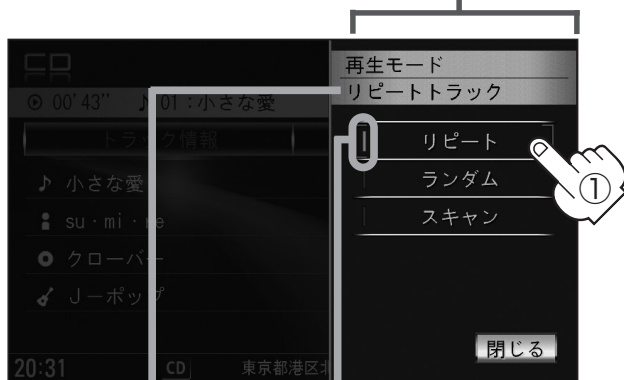 CD
00'43'' ♪ 01：小さな愛
トラック情報
小さな愛
su・mi・re
クローバー
J－ポップ
20:31 CD 東京都港区北
再生モード
リピートトラック
リピート
①
ランダム
スキャン
閉じる